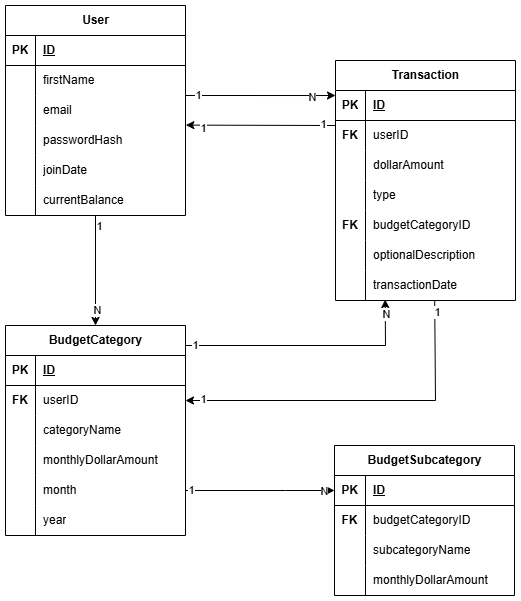 User
PK ID
firstName
email
passwordHash
joinDate
currentBalance
1 N
1 1
Transaction
PK ID
FK userID
dollarAmount
type
FK budgetCategoryID
optionalDescription
transactionDate
1
N
BudgetCategory
PK ID
FK userID
categoryName
monthlyDollarAmount
month
year
1 N
1 1
1 N
BudgetSubcategory
PK ID
FK budgetCategoryID
subcategoryName
monthlyDollarAmount